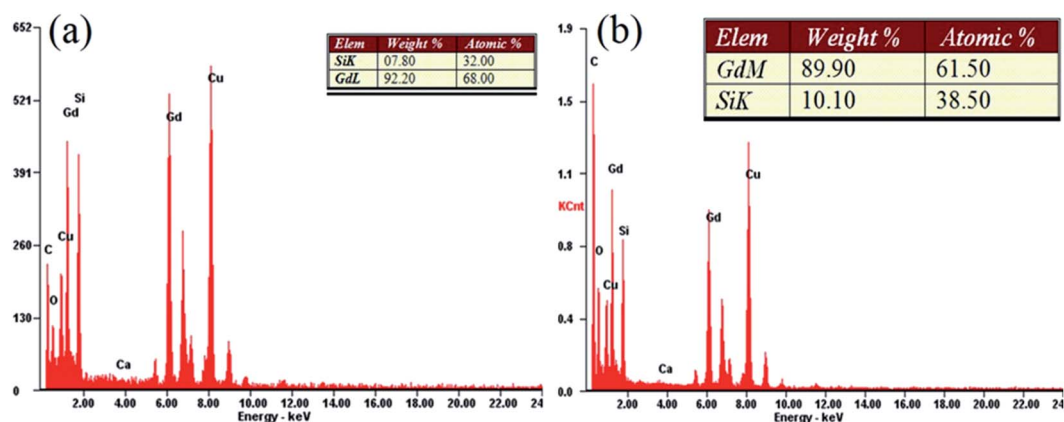 (a)
652
521
391
260
130
0
Elem Weight % Atomic %
SiK 07.80 32.00
GdL 92.20 68.00
C
O
Cu
Gd
Si
Ca
Gd
Cu
2.00 4.00 6.00 8.00 10.00 12.00 14.00 16.00 18.00 20.00 22.00 24
Energy - keV
(b)
1.9
1.5
1.1
KCnt
0.8
0.4
0.0
Elem Weight % Atomic %
GdM 89.90 61.50
SiK 10.10 38.50
C
O
Cu
Gd
Si
Ca
Gd
Cu
2.00 4.00 6.00 8.00 10.00 12.00 14.00 16.00 18.00 20.00 22.00 24
Energy - keV